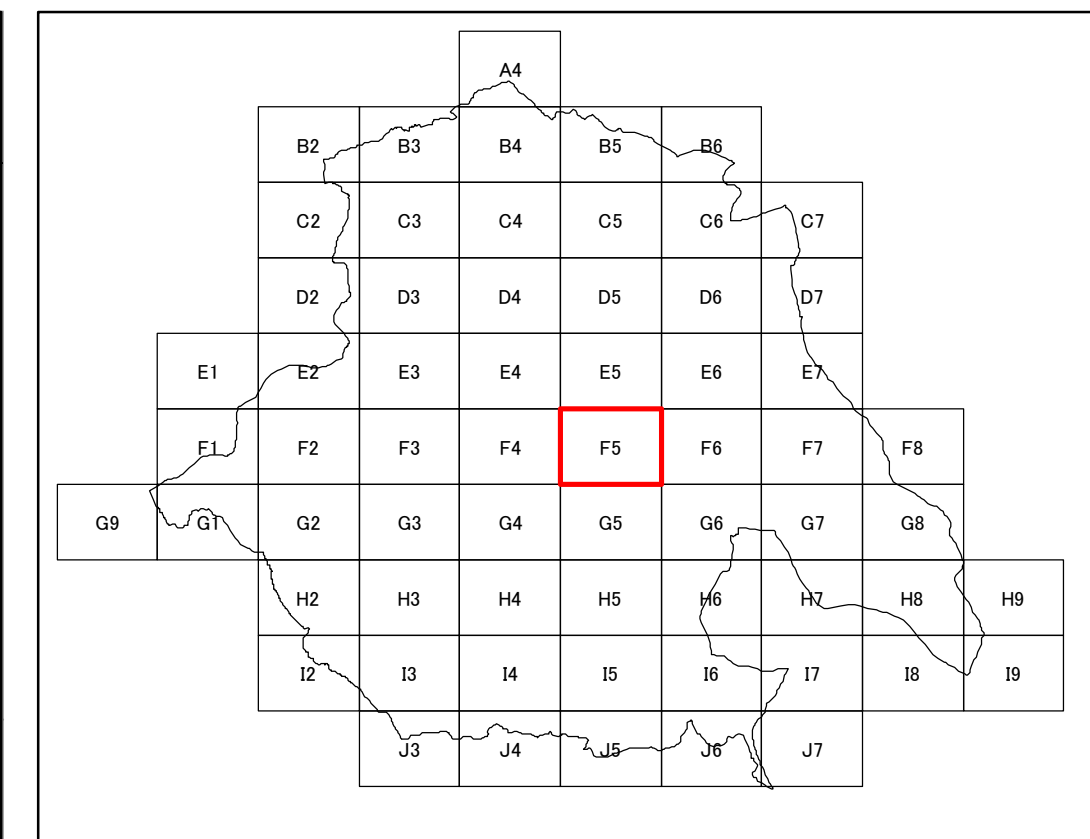 A4
B2 B3 B4 B5 B6
C2 C3 C4 C5 C6 C7
D2 D3 D4 D5 D6 D7
E1 E2 E3 E4 E5 E6 E7
F1 F2 F3 F4 F5 F6 F7 F8
G9 G1 G2 G3 G4 G5 G6 G7 G8
H2 H3 H4 H5 H6 H7 H8 H9
I2 I3 I4 I5 I6 I7 I8 I9
J3 J4 J5 J6 J7